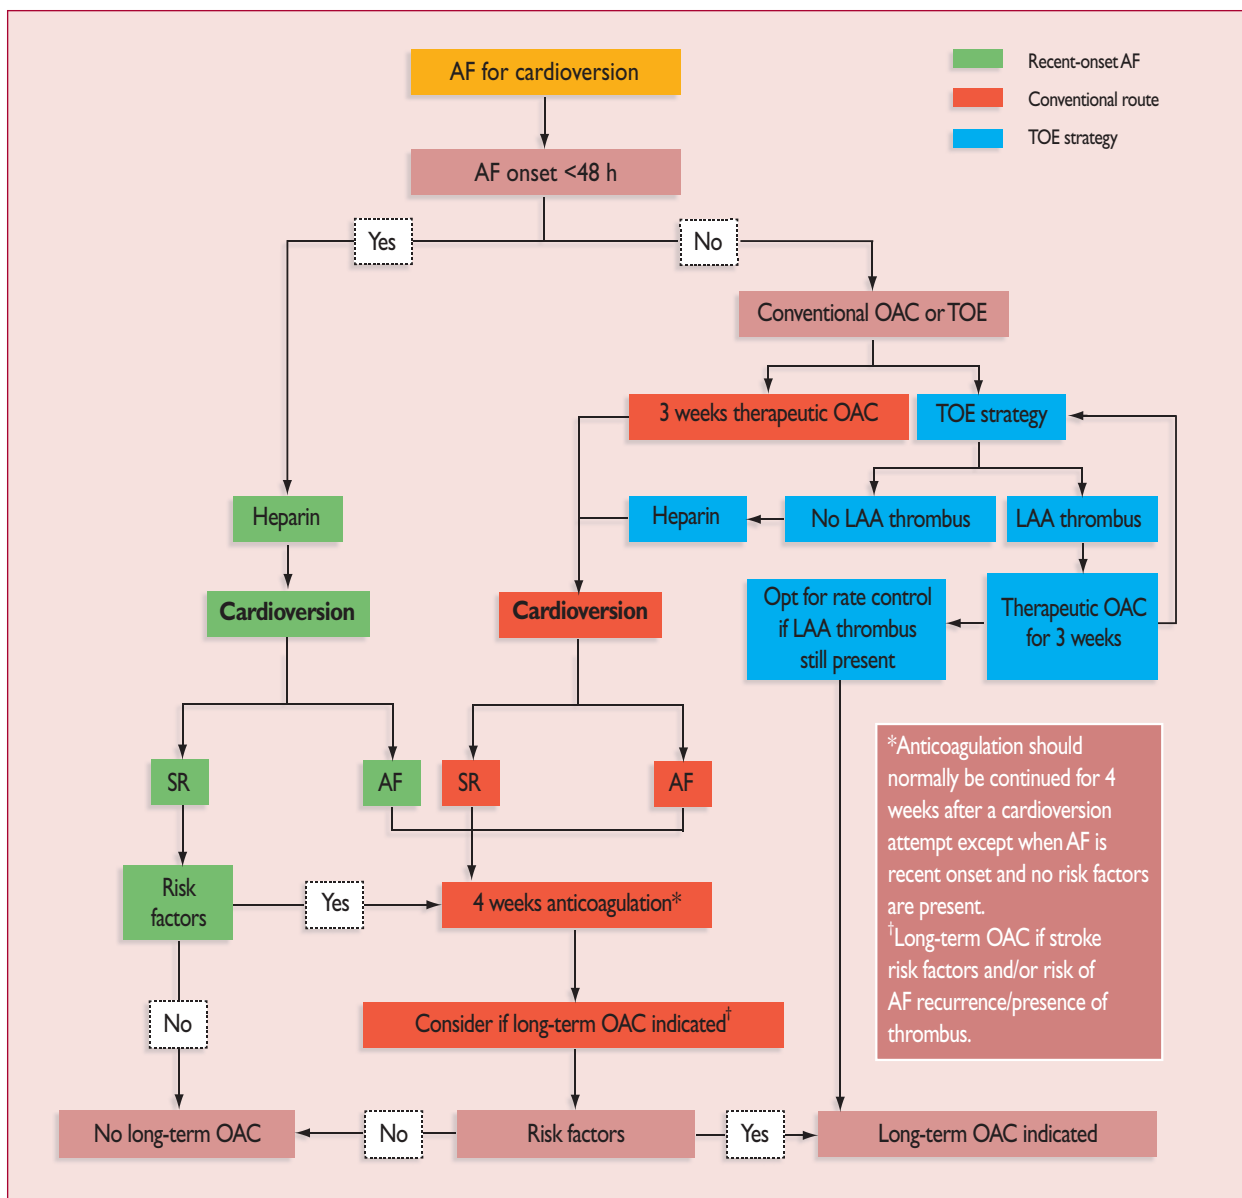 AF for cardioversion
Recent-onset AF
Conventional route
TOE strategy
AF onset <48 h
Yes
No
Conventional OAC or TOE
3 weeks therapeutic OAC
TOE strategy
Heparin
Heparin
No LAA thrombus
LAA thrombus
Cardioversion
Cardioversion
Opt for rate control
if LAA thrombus
still present
Therapeutic OAC
for 3 weeks
SR
AF
SR
AF
*Anticoagulation should
normally be continued for 4
weeks after a cardioversion
attempt except when AF is
recent onset and no risk factors
are present.
†Long-term OAC if stroke
risk factors and/or risk of
AF recurrence/presence of
thrombus.
Risk
factors
Yes
4 weeks anticoagulation*
No
Consider if long-term OAC indicated†
No long-term OAC
No
Risk factors
Yes
Long-term OAC indicated